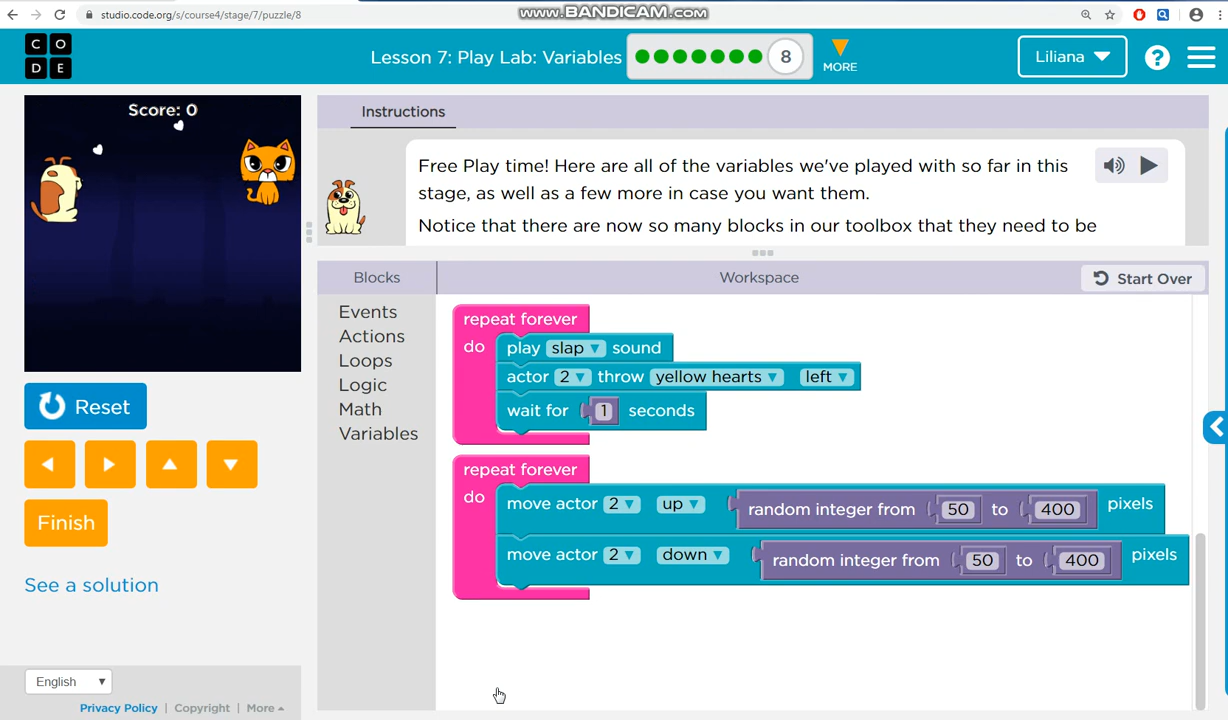 studio.code.org/s/course4/stage/7/puzzle/8
www.BANDICAM.com
C O
D E
Lesson 7: Play Lab: Variables
8
MORE
Liliana
?
Score: 0
Instructions
Free Play time! Here are all of the variables we've played with so far in this
stage, as well as a few more in case you want them.
Notice that there are now so many blocks in our toolbox that they need to be
Blocks
Workspace
Start Over
Events
Actions
Loops
Logic
Math
Variables
repeat forever
do
play slap sound
actor 2 throw yellow hearts left
wait for 1 seconds
repeat forever
do
move actor 2 up random integer from 50 to 400 pixels
move actor 2 down random integer from 50 to 400 pixels
Reset
Finish
See a solution
English
Privacy Policy | Copyright | More